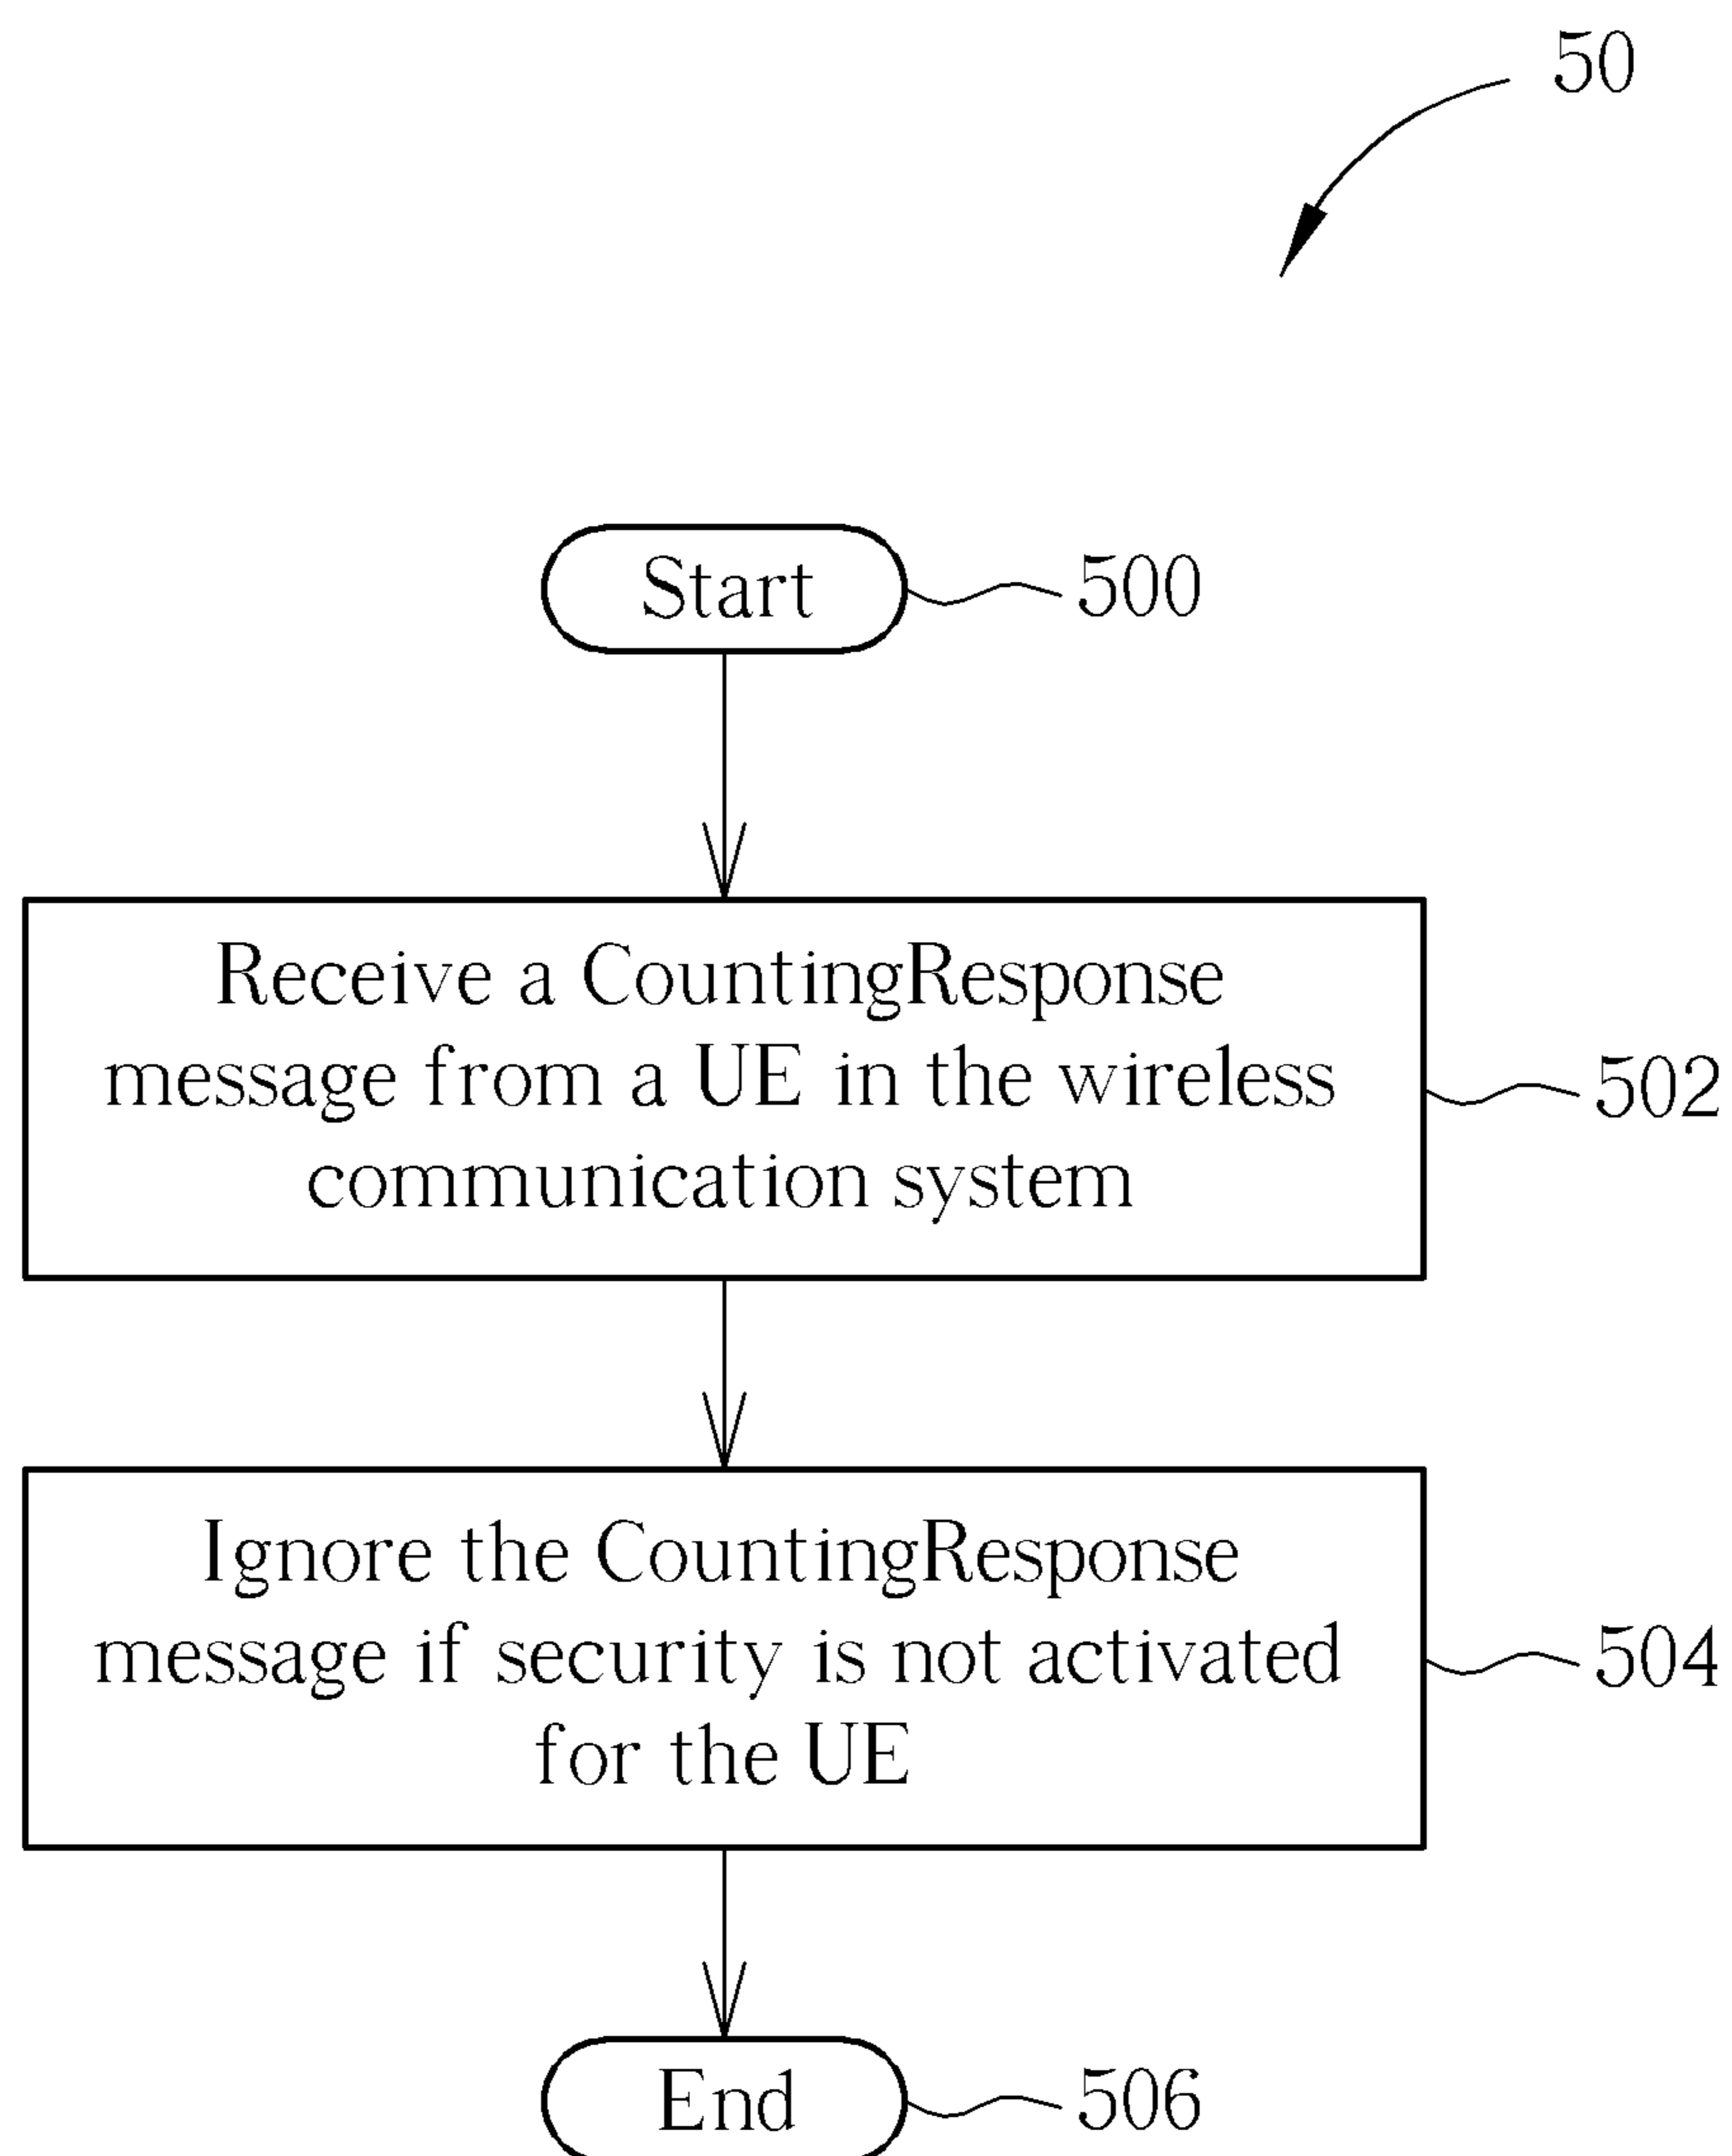 50
Start
500
Receive a CountingResponse
message from a UE in the wireless
communication system
502
Ignore the CountingResponse
message if security is not activated
for the UE
504
End
506